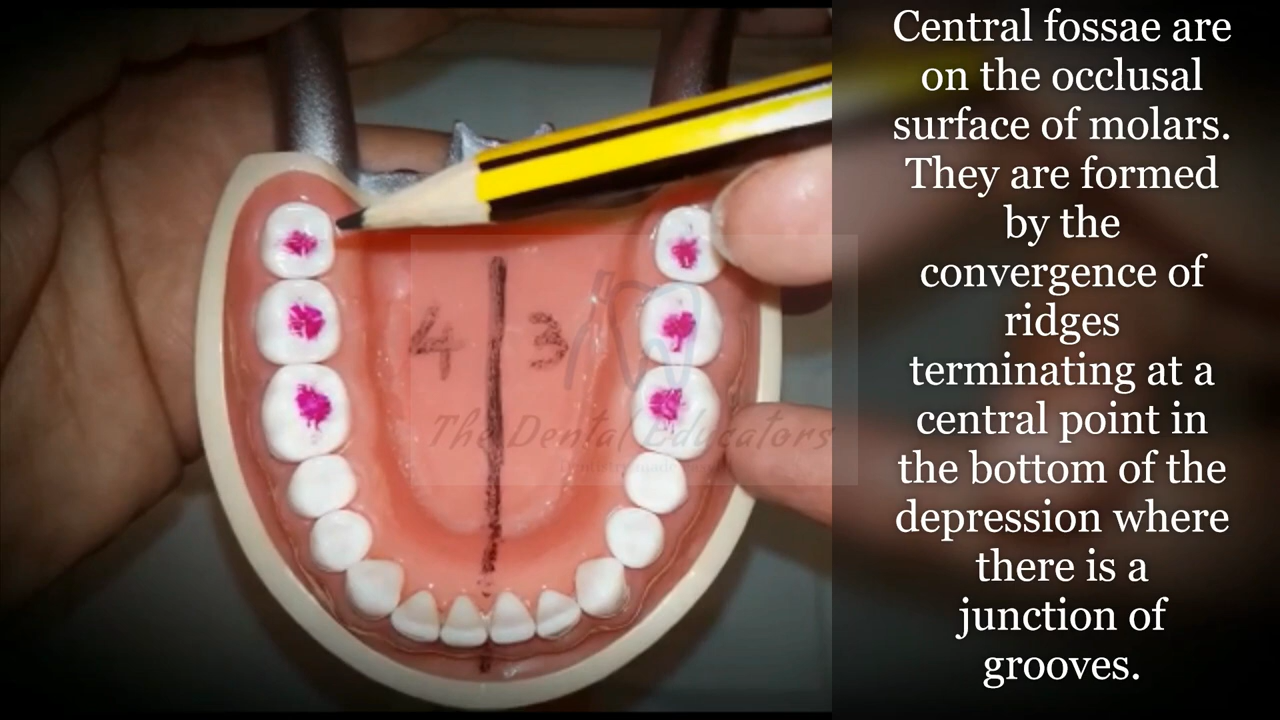 Central fossae are
on the occlusal
surface of molars.
They are formed
by the
convergence of
ridges
terminating at a
central point in
the bottom of the
depression where
there is a
junction of
grooves.
4 3
The Dental Educators